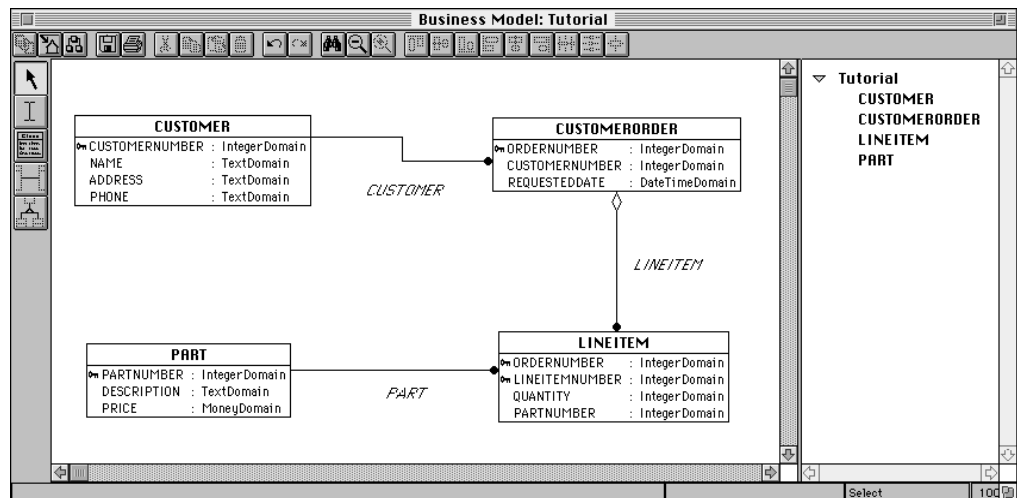 Business Model: Tutorial
CUSTOMER
CUSTOMERNUMBER : IntegerDomain
NAME : TextDomain
ADDRESS : TextDomain
PHONE : TextDomain
CUSTOMER
CUSTOMERORDER
ORDERNUMBER : IntegerDomain
CUSTOMERNUMBER : IntegerDomain
REQUESTEDDATE : DateTimeDomain
LINEITEM
PART
PARTNUMBER : IntegerDomain
DESCRIPTION : TextDomain
PRICE : MoneyDomain
PART
LINEITEM
ORDERNUMBER : IntegerDomain
LINEITEMNUMBER : IntegerDomain
QUANTITY : IntegerDomain
PARTNUMBER : IntegerDomain
Tutorial
CUSTOMER
CUSTOMERORDER
LINEITEM
PART
Select
100